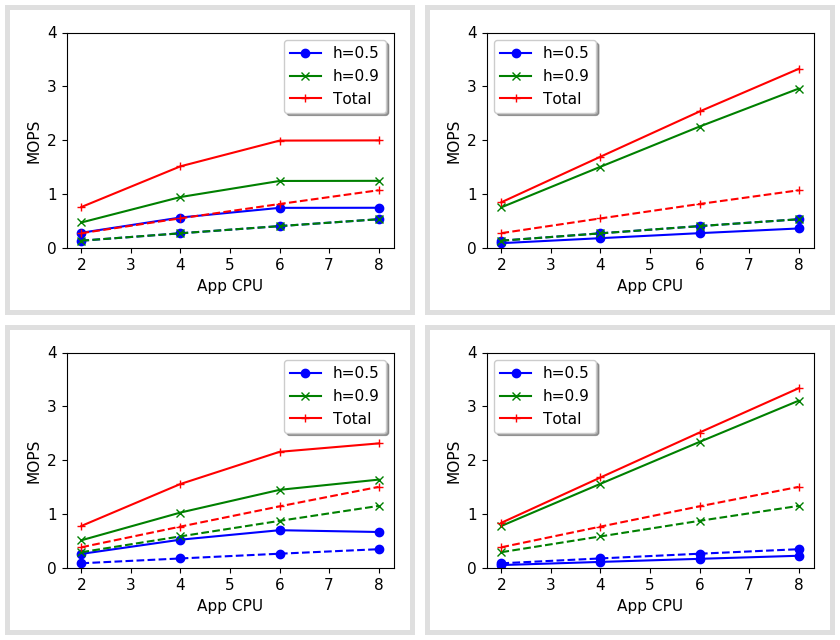 4
3
2
1
0
MOPS
h=0.5
h=0.9
Total
2 3 4 5 6 7 8
App CPU
4
3
2
1
0
MOPS
h=0.5
h=0.9
Total
2 3 4 5 6 7 8
App CPU
4
3
2
1
0
MOPS
h=0.5
h=0.9
Total
2 3 4 5 6 7 8
App CPU
4
3
2
1
0
MOPS
h=0.5
h=0.9
Total
2 3 4 5 6 7 8
App CPU